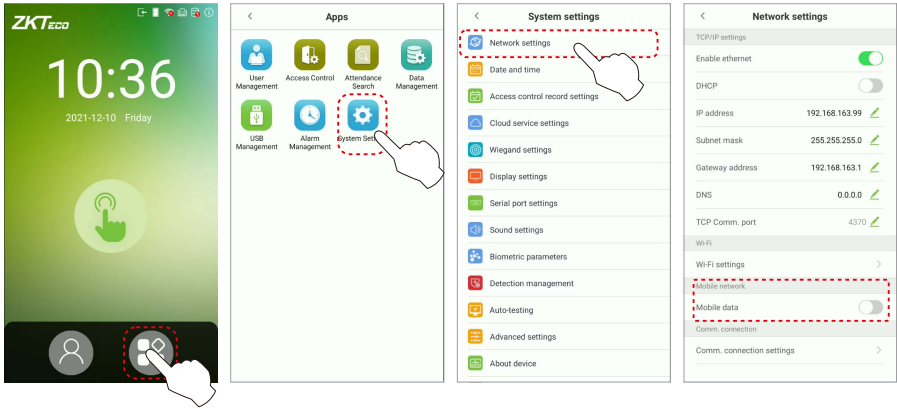 ZKTeco
10:36
2021-12-10 Friday
Apps
User
Management
Access Control
Attendance
Search
Data
Management
USB
Management
Alarm
Management
System Set
System settings
Network settings
Date and time
Access control record settings
Cloud service settings
Wiegand settings
Display settings
Serial port settings
Sound settings
Biometric parameters
Detection management
Auto-testing
Advanced settings
About device
Network settings
TCP/IP settings
Enable ethernet
DHCP
IP address 192.168.163.99
Subnet mask 255.255.255.0
Gateway address 192.168.163.1
DNS 0.0.0.0
TCP Comm. port 4370
Wi-Fi
Wi-Fi settings
Mobile network
Mobile data
Comm. connection
Comm. connection settings